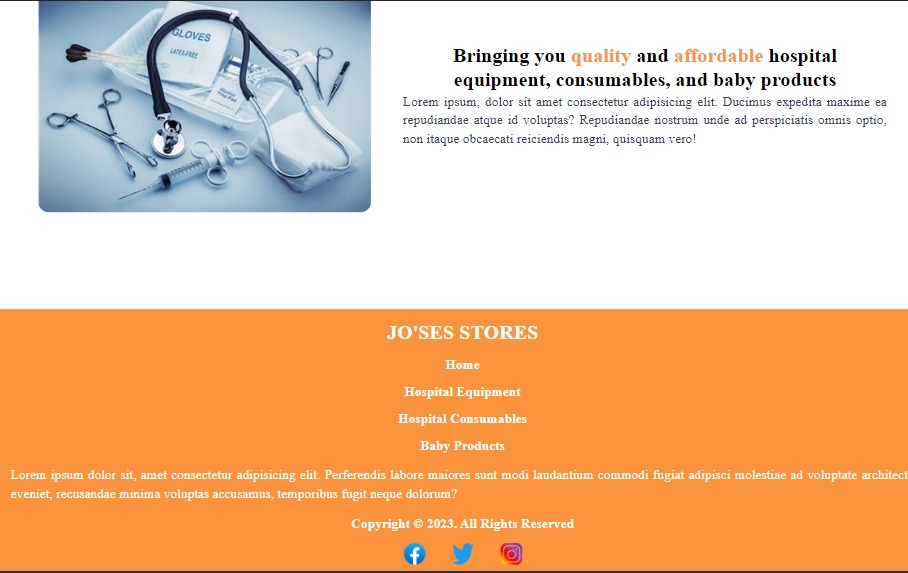 GLOVES
LATEX-FREE
Alcohol
Prep Pad
Bringing you quality and affordable hospital
equipment, consumables, and baby products
Lorem ipsum, dolor sit amet consectetur adipisicing elit. Ducimus expedita maxime ea
repudiandae atque id voluptas? Repudiandae nostrum unde ad perspiciatis omnis optio,
non itaque obcaecati reiciendis magni, quisquam vero!
JO'SES STORES
Home
Hospital Equipment
Hospital Consumables
Baby Products
Lorem ipsum dolor sit, amet consectetur adipisicing elit. Perferendis labore maiores sunt modi laudantium commodi fugiat adipisci molestiae ad voluptate architect
eveniet, recusandae minima voluptas accusamus, temporibus fugit neque dolorum?
Copyright © 2023. All Rights Reserved